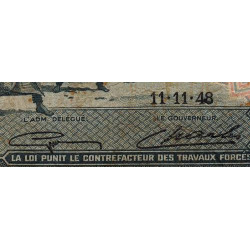 11·11·48
L'ADM. DÉLÉGUÉ. LE GOUVERNEUR.
LA LOI PUNIT LE CONTREFACTEUR DES TRAVAUX FORCÉS